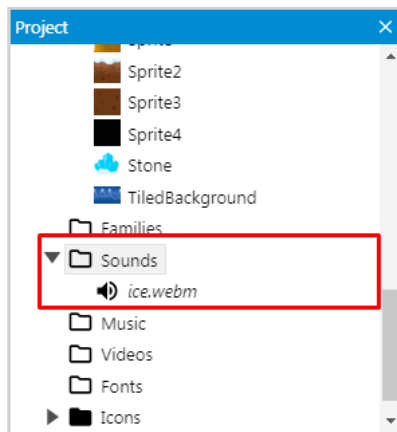 Project
Sprite2
Sprite3
Sprite4
Stone
TiledBackground
Families
Sounds
ice.webm
Music
Videos
Fonts
Icons